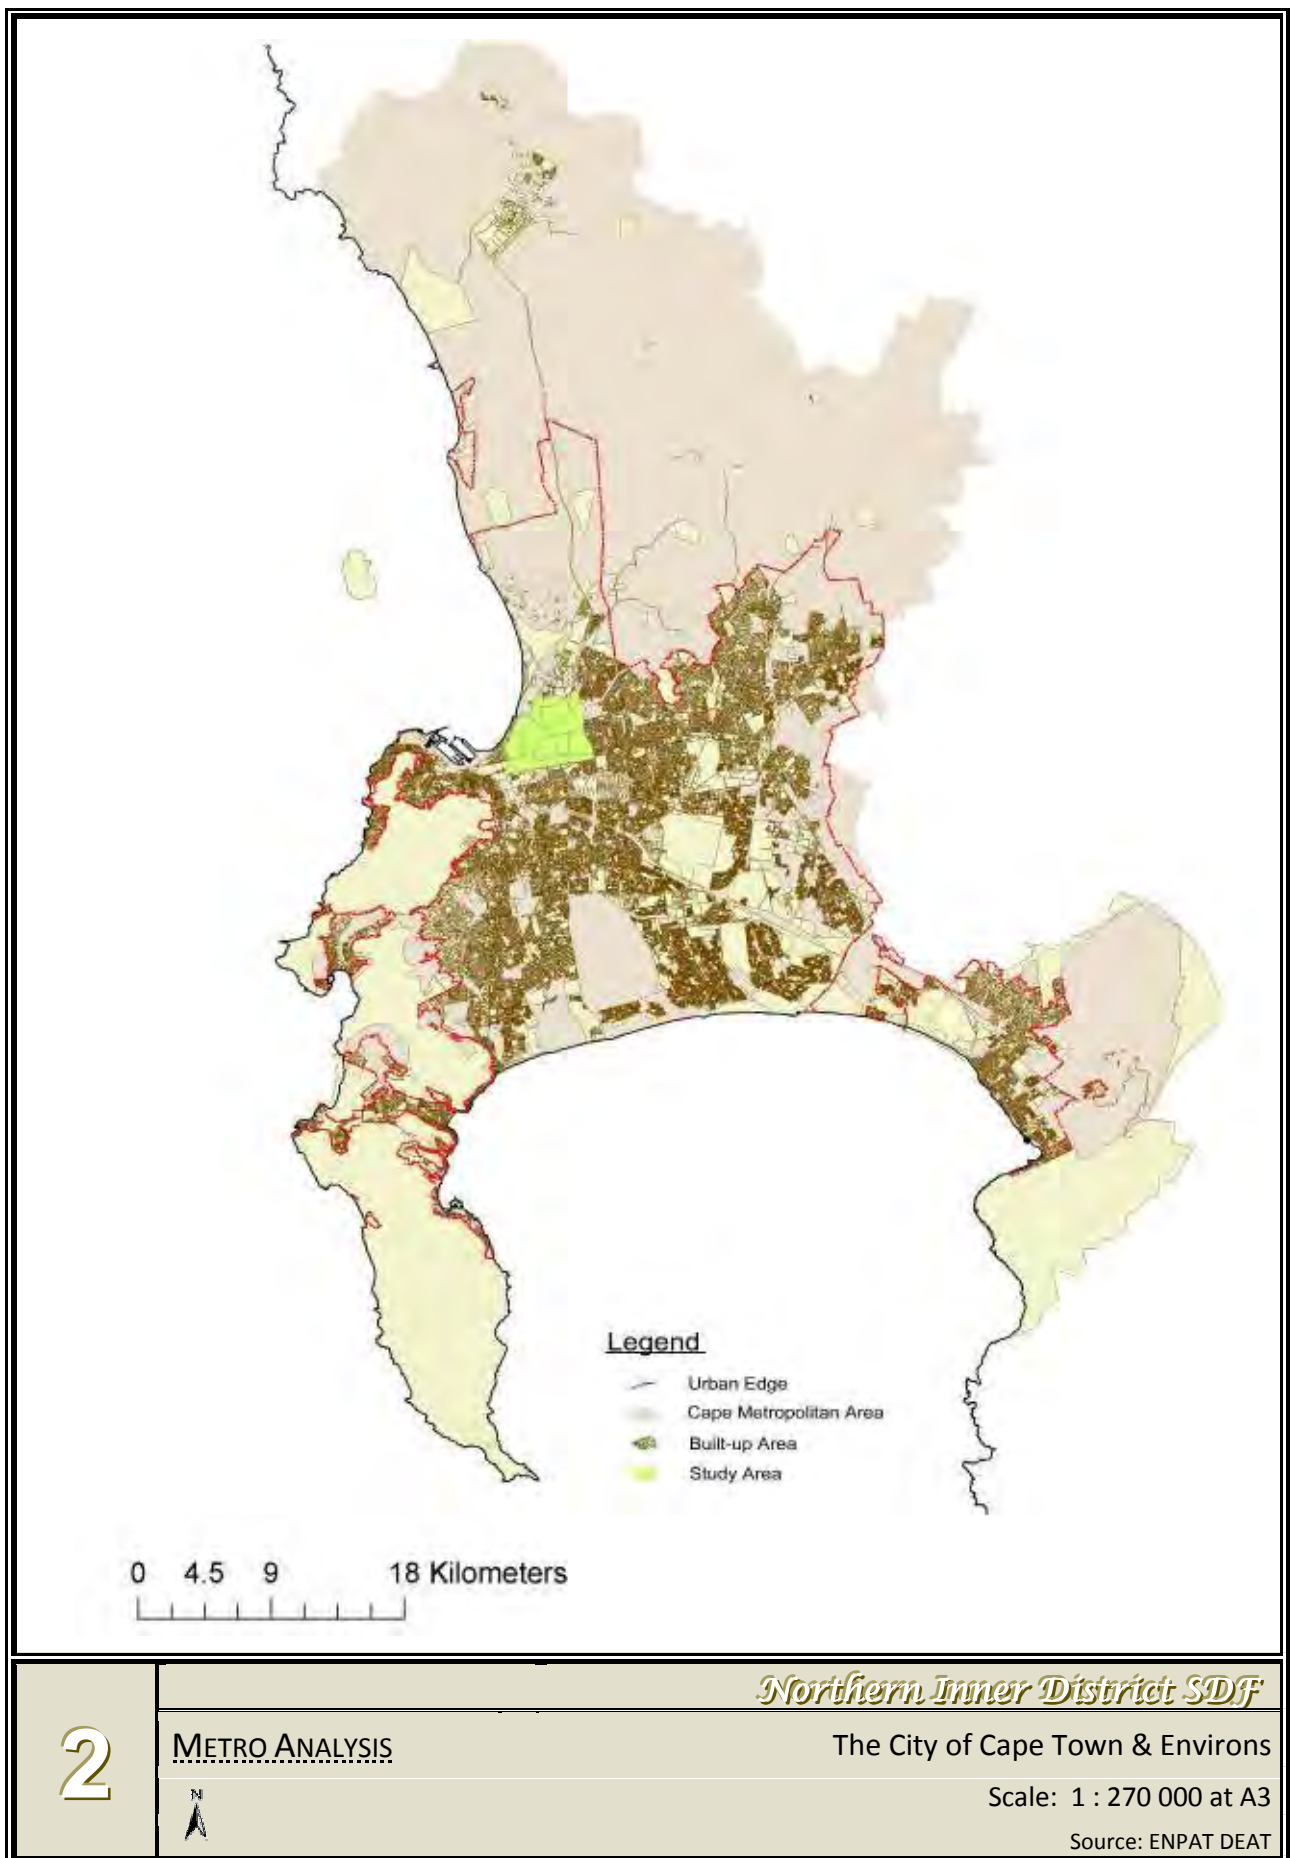 Legend
Urban Edge
Cape Metropolitan Area
Built-up Area
Study Area
0 4.5 9 18 Kilometers
Northern Inner District SDF
2
METRO ANALYSIS
The City of Cape Town & Environs
N
Scale: 1 : 270 000 at A3
Source: ENPAT DEAT